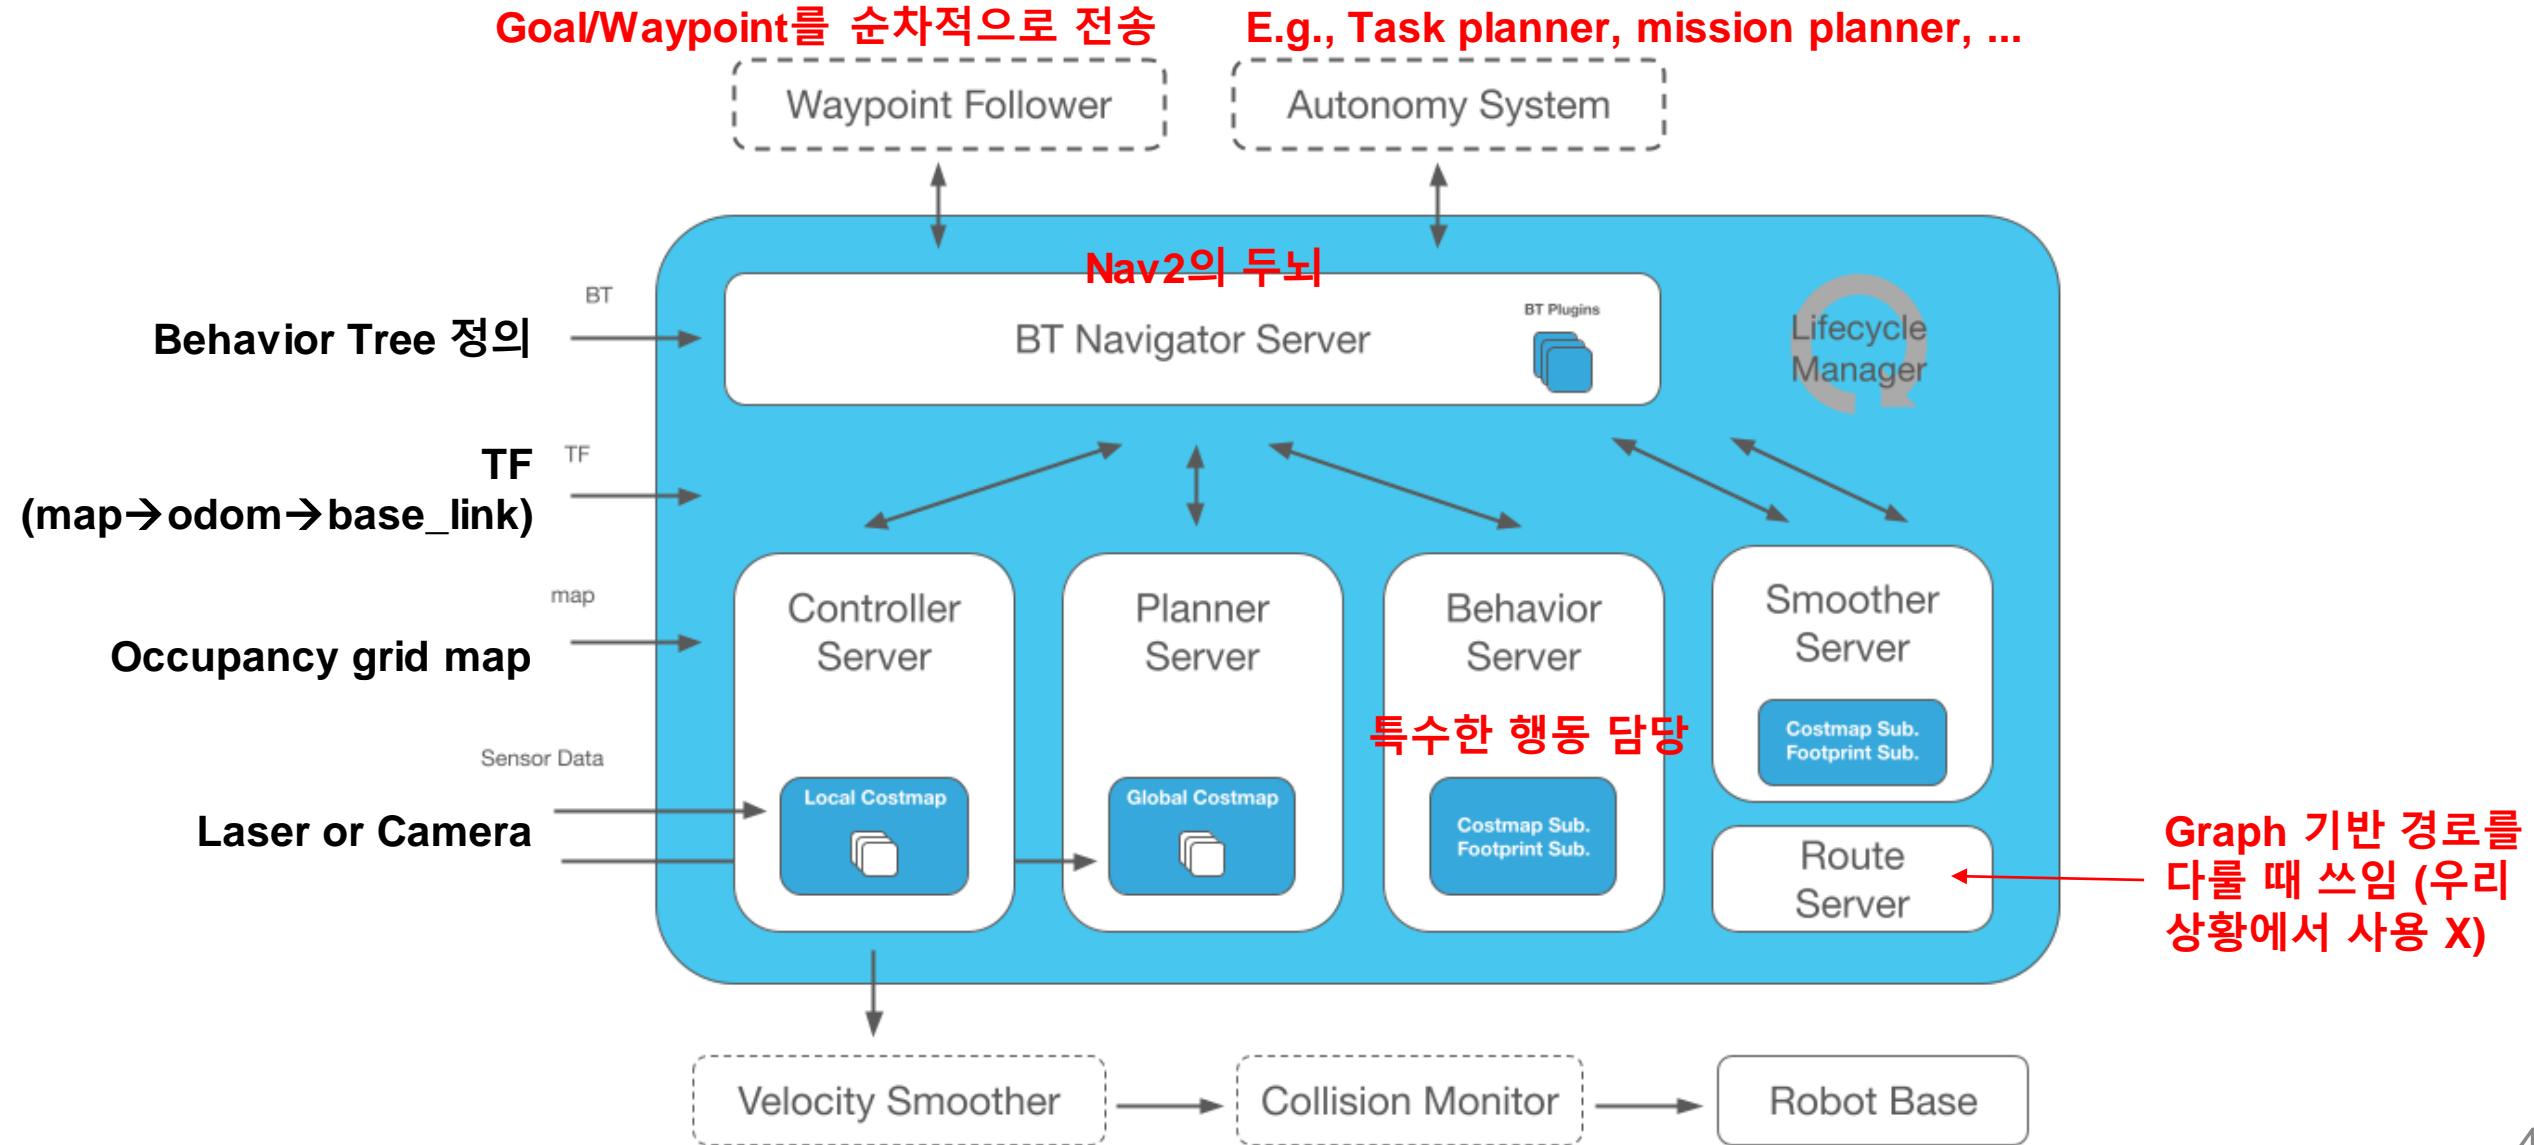 Goal/Waypoint를 순차적으로 전송
E.g., Task planner, mission planner, ...
Waypoint Follower
Autonomy System
Nav2의 두뇌
BT
Behavior Tree 정의
BT Navigator Server
BT Plugins
Lifecycle
Manager
TF
TF
(map→odom→base_link)
map
Occupancy grid map
Sensor Data
Laser or Camera
Controller
Server
Local Costmap
Planner
Server
Global Costmap
Behavior
Server
특수한 행동 담당
Costmap Sub.
Footprint Sub.
Smoother
Server
Costmap Sub.
Footprint Sub.
Route
Server
Graph 기반 경로를
다룰 때 쓰임 (우리
상황에서 사용 X)
Velocity Smoother
Collision Monitor
Robot Base